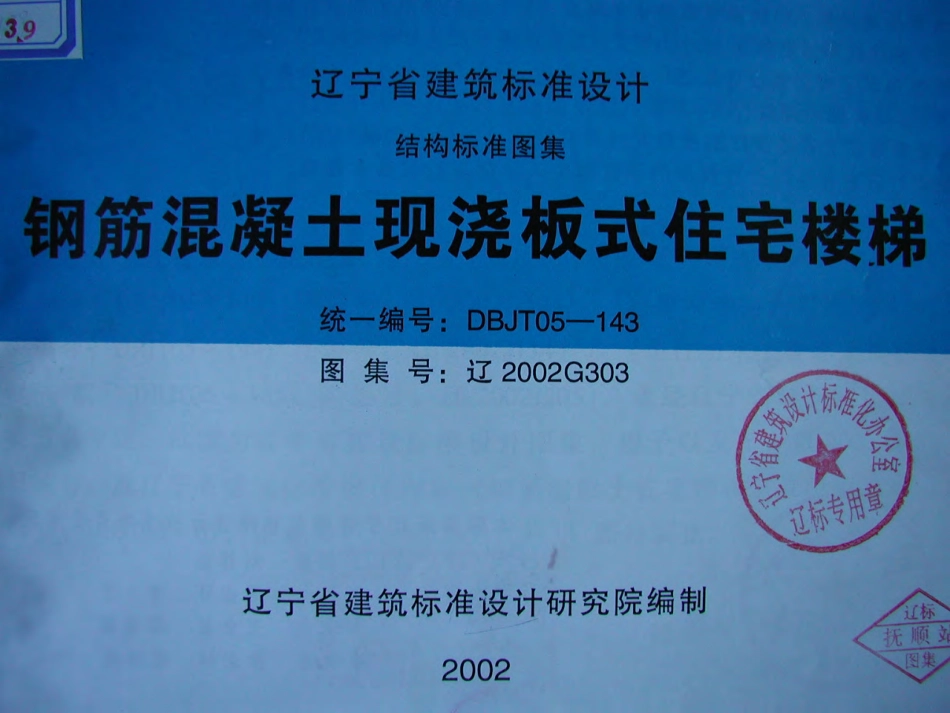 39
辽宁省建筑标准设计
结构标准图集
钢筋混凝土现浇板式住宅楼梯
统一编号：DBJT05—143
图 集 号：辽 2002G303
辽宁省建筑设计标准化办公室
辽标专用章
辽宁省建筑标准设计研究院编制
2002
辽标
抚顺站
图集